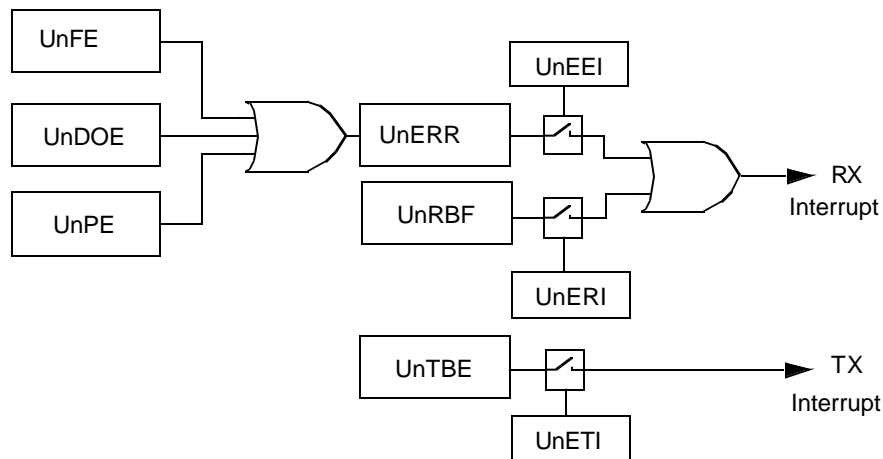 UnFE
UnEEI
UnDOE
UnERR
RX
Interrupt
UnPE
UnRBF
UnERI
UnTBE
TX
Interrupt
UnETI